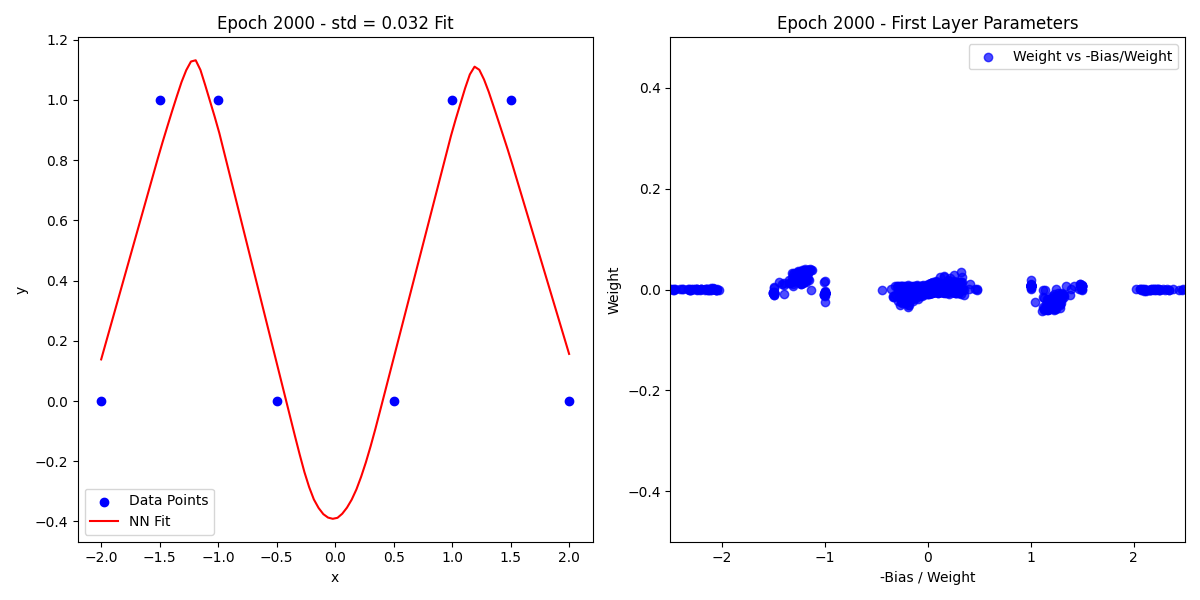 Epoch 2000 - std = 0.032 Fit
1.2
1.0
0.8
0.6
0.4
0.2
0.0
−0.2
−0.4
y
Data Points
NN Fit
−2.0 −1.5 −1.0 −0.5 0.0 0.5 1.0 1.5 2.0
x
Epoch 2000 - First Layer Parameters
Weight vs -Bias/Weight
0.4
0.2
0.0
−0.2
−0.4
Weight
−2 −1 0 1 2
-Bias / Weight